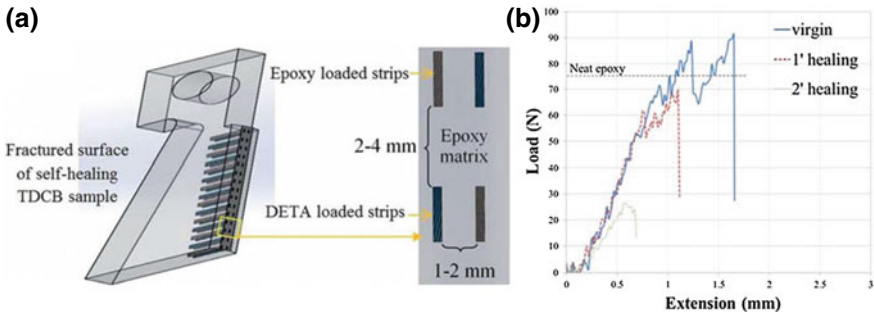 (a)
Epoxy loaded strips
2-4 mm
Epoxy
matrix
Fractured surface
of self-healing
TDCB sample
DETA loaded strips
1-2 mm
(b)
100
90
80
70
60
50
40
30
20
10
0
Load (N)
Neat epoxy
virgin
1' healing
2' healing
0 0.5 1 1.5 2 2.5 3
Extension (mm)